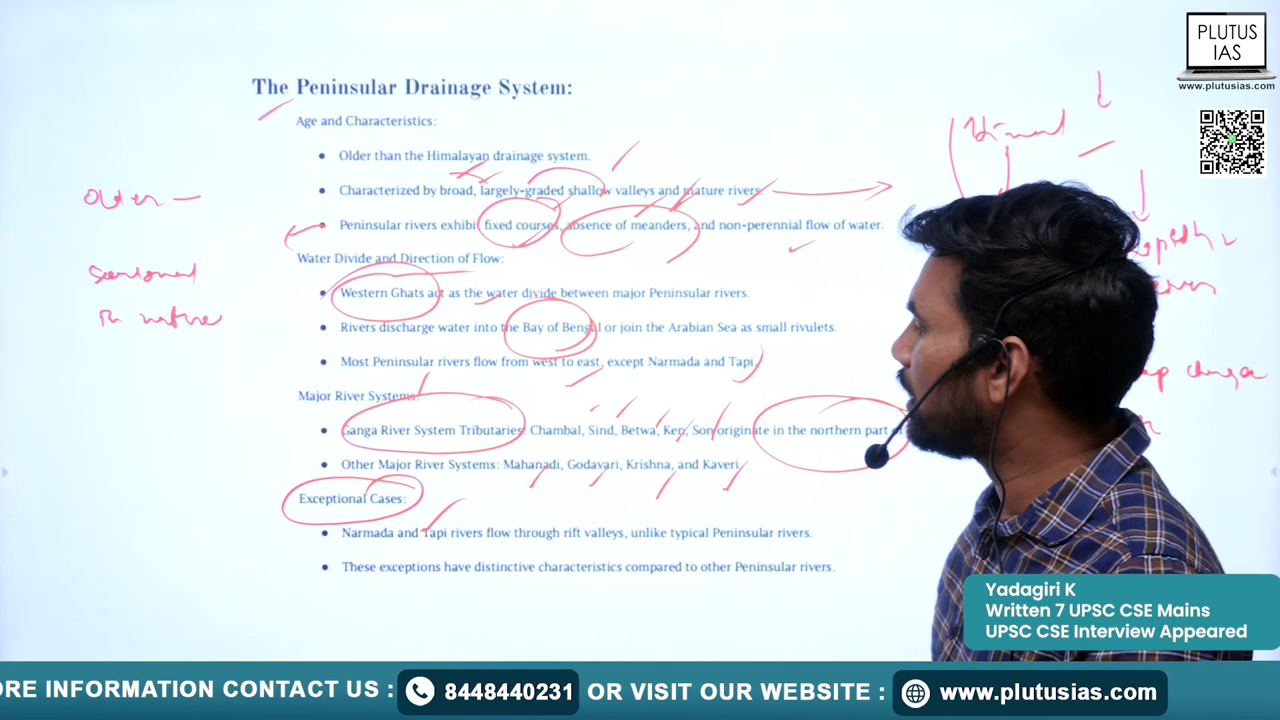 PLUTUS
IAS
www.plutusias.com
The Peninsular Drainage System:
Age and Characteristics:
• Older than the Himalayan drainage system.
• Characterized by broad, largely-graded shallow valleys and mature rivers.
• Peninsular rivers exhibit fixed courses, absence of meanders, and non-perennial flow of water.
Water Divide and Direction of Flow:
• Western Ghats act as the water divide between major Peninsular rivers.
• Rivers discharge water into the Bay of Bengal or join the Arabian Sea as small rivulets.
• Most Peninsular rivers flow from west to east, except Narmada and Tapi.
Major River Systems:
• Ganga River System Tributaries: Chambal, Sind, Betwa, Ken, Son originate in the northern part
• Other Major River Systems: Mahanadi, Godavari, Krishna, and Kaveri.
Exceptional Cases:
• Narmada and Tapi rivers flow through rift valleys, unlike typical Peninsular rivers.
• These exceptions have distinctive characteristics compared to other Peninsular rivers.
Older —
in nature
Yadagiri K
Written 7 UPSC CSE Mains
UPSC CSE Interview Appeared
ORE INFORMATION CONTACT US : 8448440231 OR VISIT OUR WEBSITE : www.plutusias.com